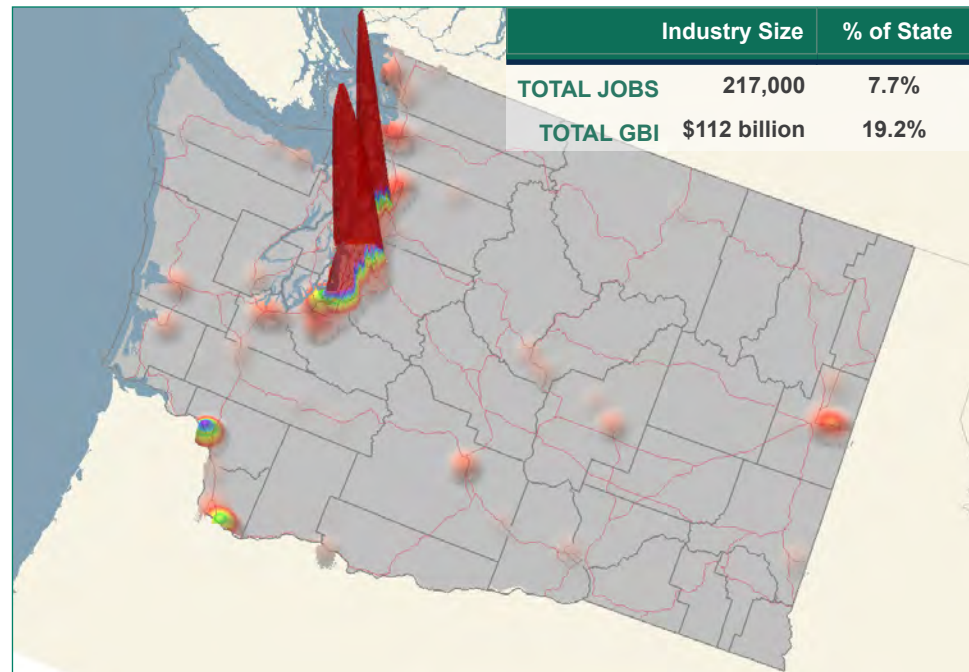 Industry Size % of State
TOTAL JOBS 217,000 7.7%
TOTAL GBI $112 billion 19.2%